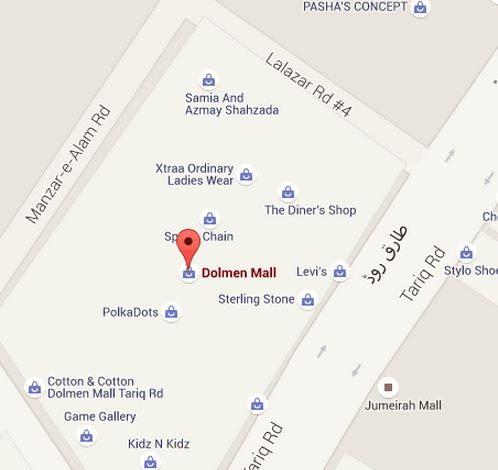 PASHA'S CONCEPT
Lalazar Rd #4
Samia And
Azmay Shahzada
Manzar-e-Alam Rd
Xtraa Ordinary
Ladies Wear
The Diner's Shop
Chain
طارق روڈ
Tariq Rd
Dolmen Mall
Levi's
Stylo
Sterling Stone
PolkaDots
Cotton & Cotton
Dolmen Mall Tariq Rd
Jumeirah Mall
Game Gallery
Kidz N Kidz
Rd